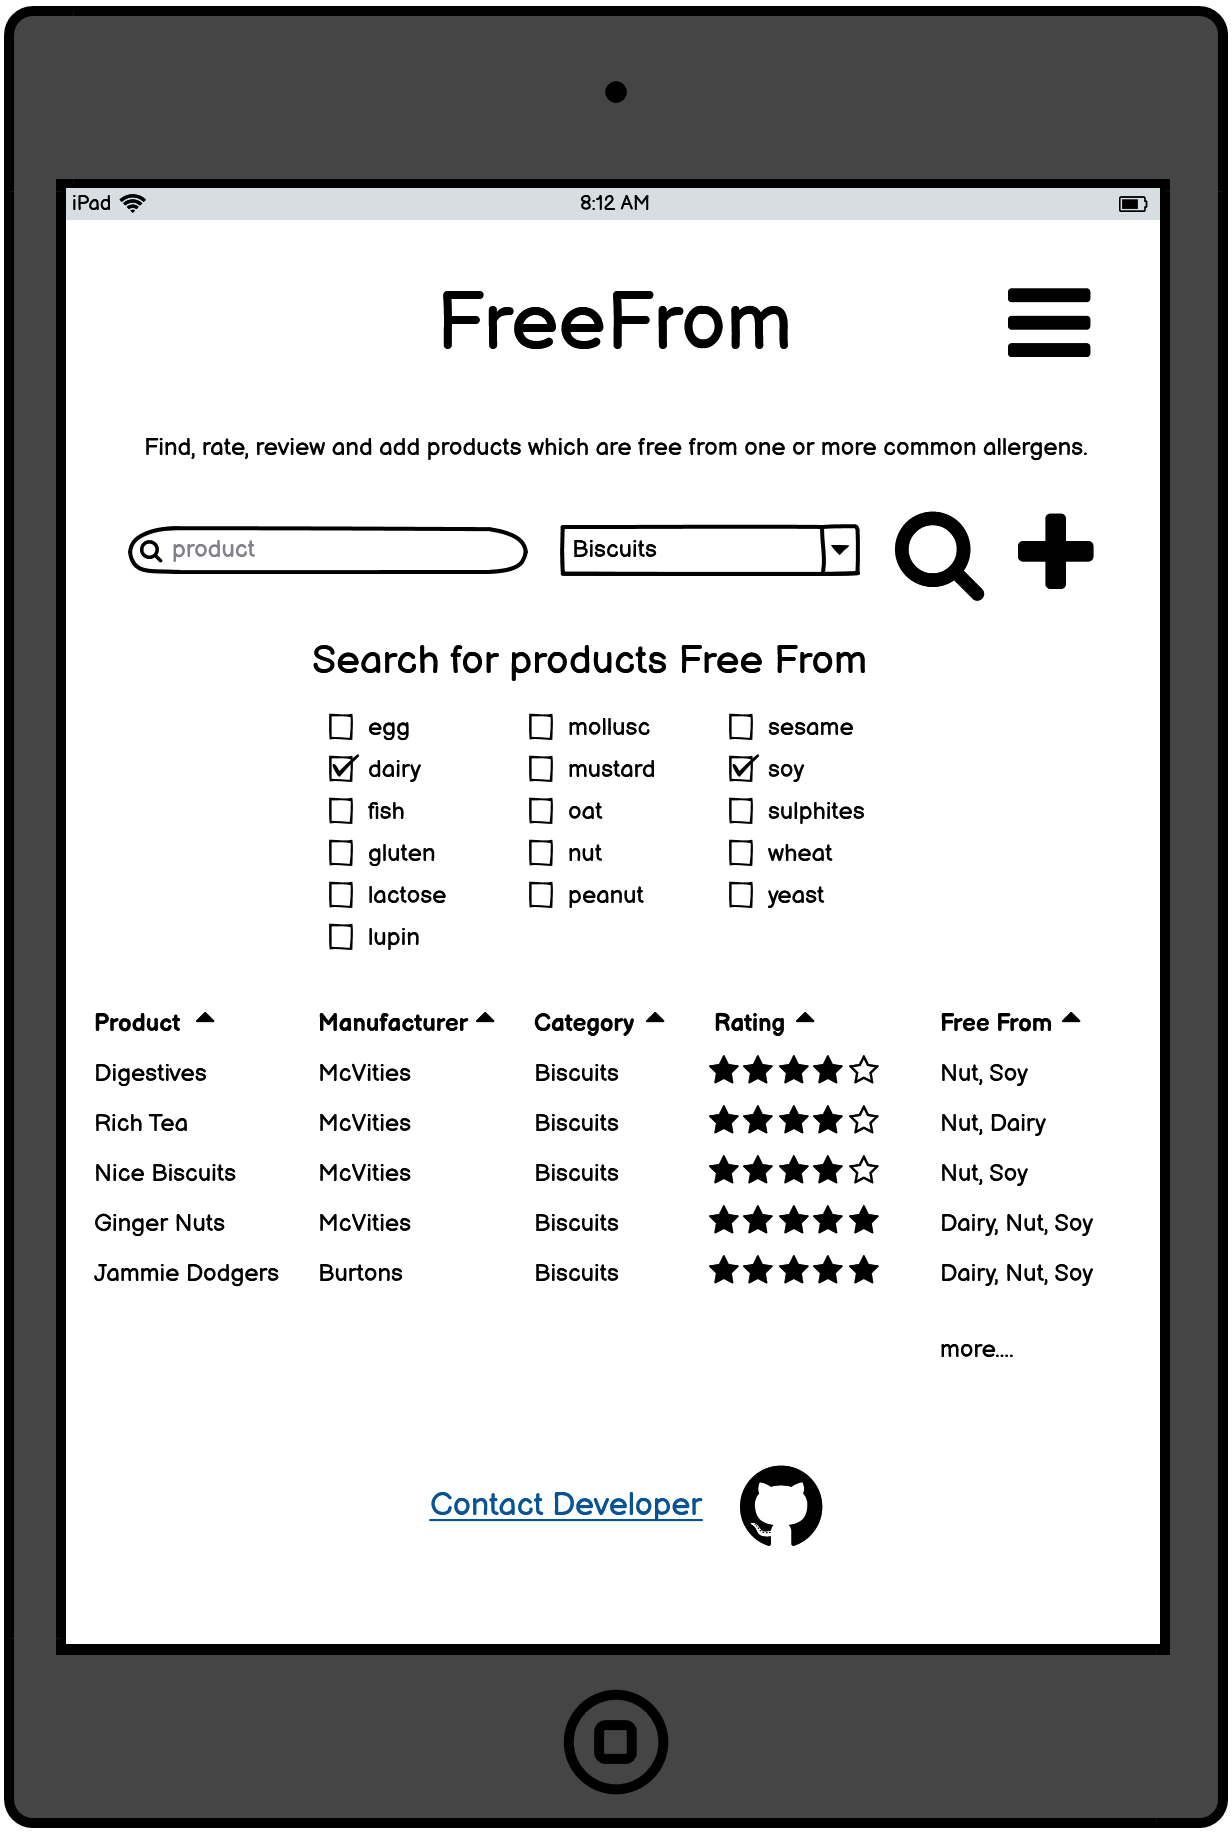 iPad 8:12 AM
FreeFrom
Find, rate, review and add products which are free from one or more common allergens.
product Biscuits
Search for products Free From
egg mollusc sesame
dairy mustard soy
fish oat sulphites
gluten nut wheat
lactose peanut yeast
lupin
Product Manufacturer Category Rating Free From
Digestives McVities Biscuits Nut, Soy
Rich Tea McVities Biscuits Nut, Dairy
Nice Biscuits McVities Biscuits Nut, Soy
Ginger Nuts McVities Biscuits Dairy, Nut, Soy
Jammie Dodgers Burtons Biscuits Dairy, Nut, Soy
more....
Contact Developer